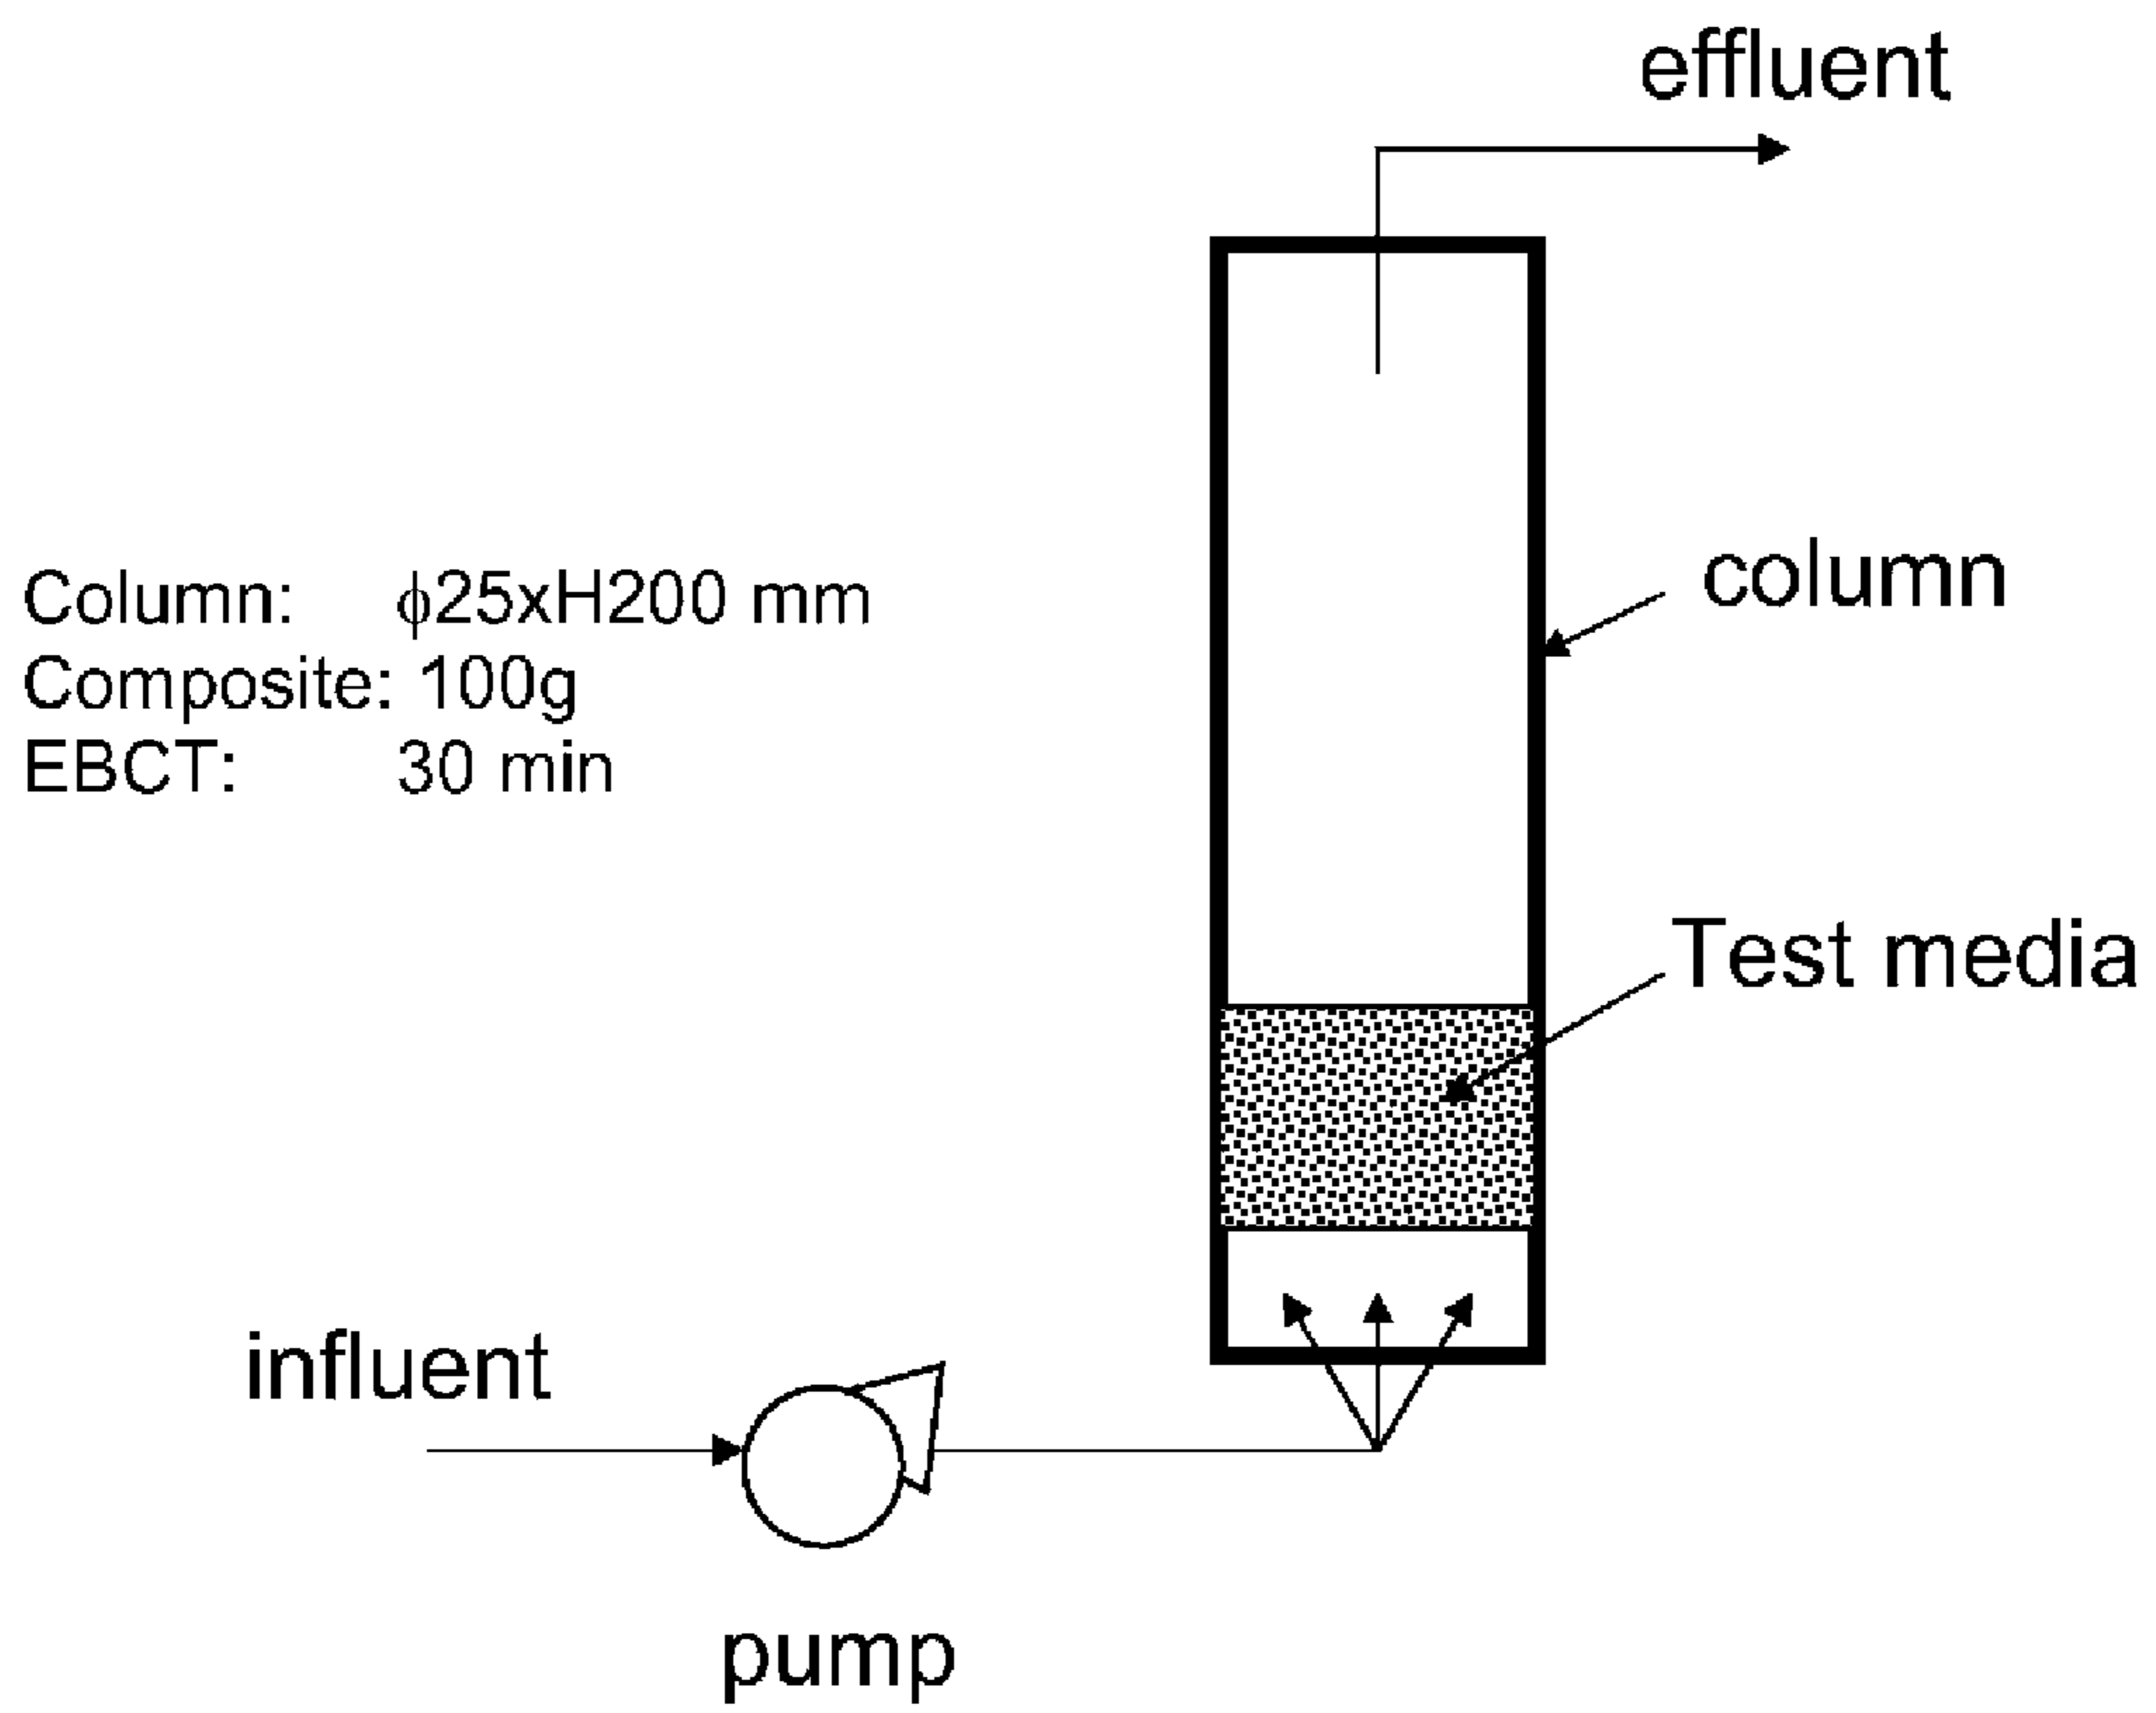 effluent
column
Column: ϕ25xH200 mm
Composite: 100g
EBCT: 30 min
Test media
influent
pump